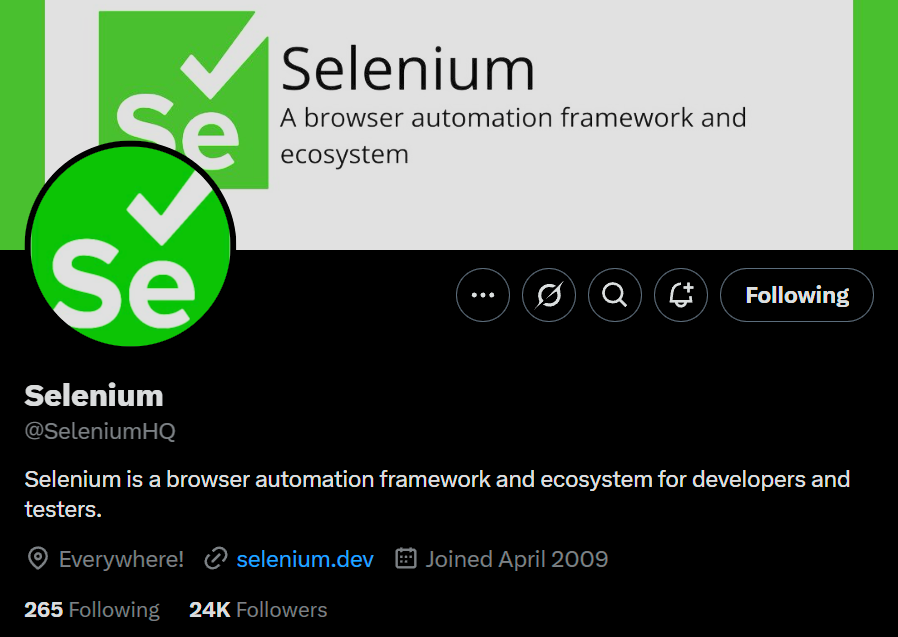 Se
Selenium
A browser automation framework and
ecosystem
Se
Following
Selenium
@SeleniumHQ
Selenium is a browser automation framework and ecosystem for developers and
testers.
Everywhere! selenium.dev Joined April 2009
265 Following 24K Followers